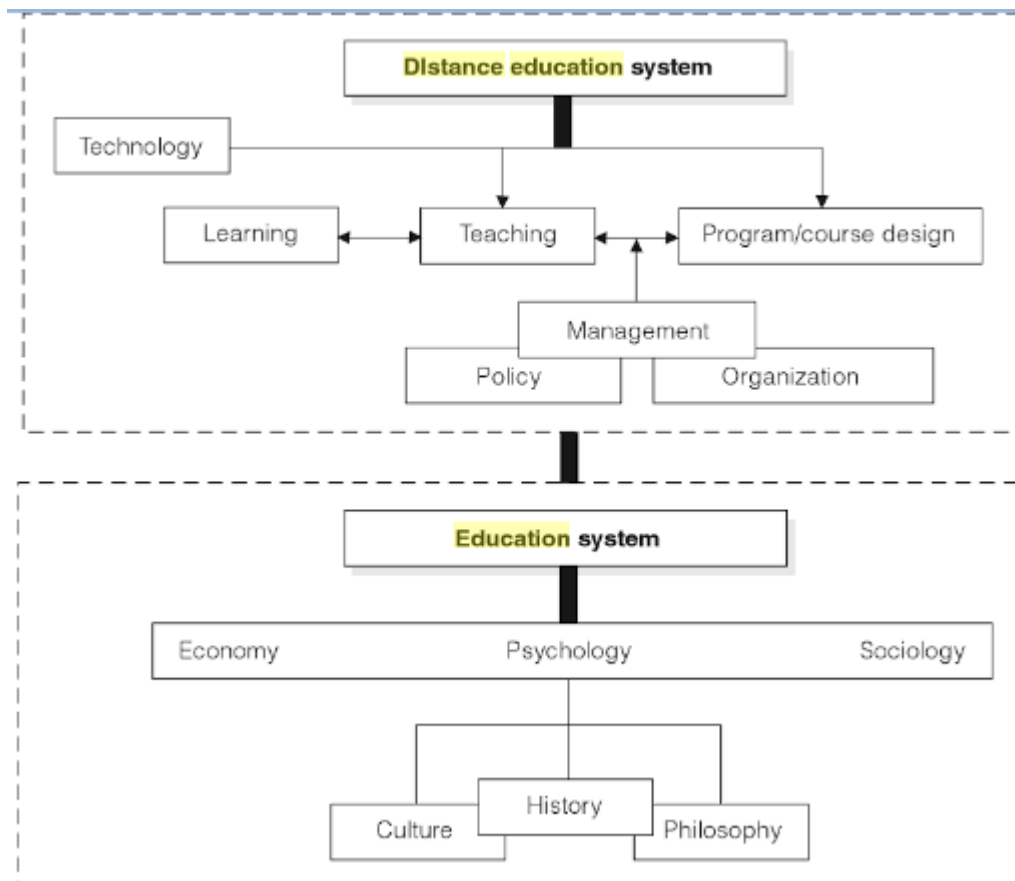 DIstance education system
Technology
Learning
Teaching
Program/course design
Management
Policy
Organization
Education system
Economy Psychology Sociology
History
Culture
Philosophy